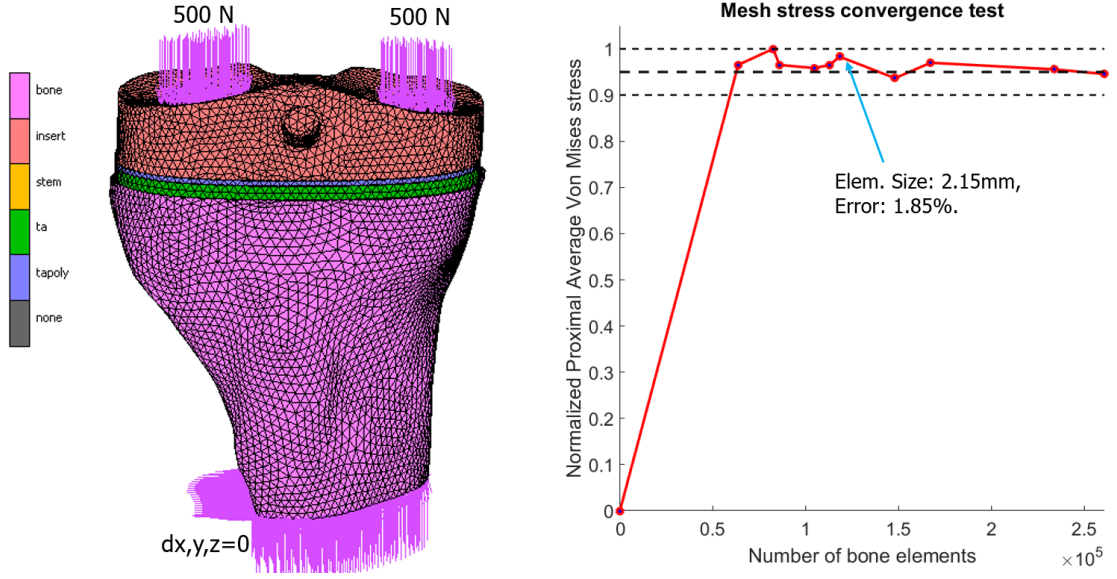 500 N
500 N
bone
insert
stem
ta
tapoly
none
dx,y,z=0
Mesh stress convergence test
Normalized Proximal Average Von Mises stress
1
0.9
0.8
0.7
0.6
0.5
0.4
0.3
0.2
0.1
0
Elem. Size: 2.15mm,
Error: 1.85%.
0 0.5 1 1.5 2 2.5
Number of bone elements
×10⁵